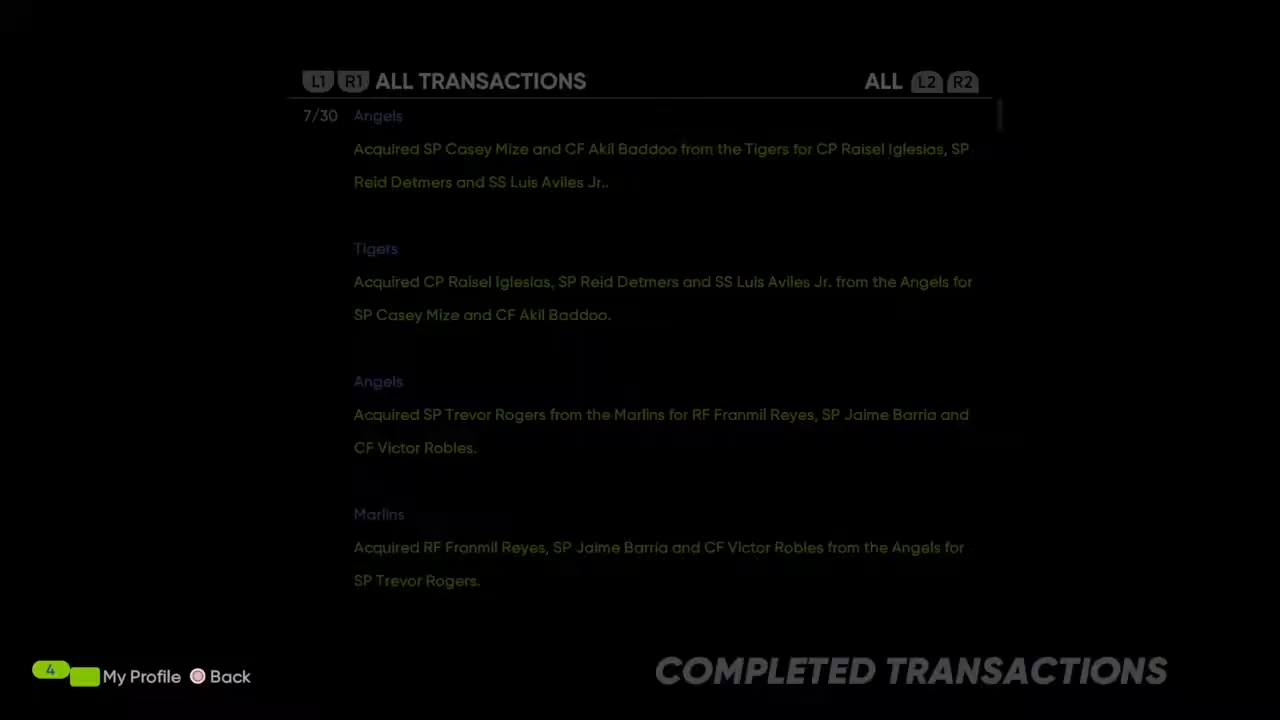 L1 R1 ALL TRANSACTIONS ALL L2 R2
7/30 Angels
Acquired SP Casey Mize and CF Akil Baddoo from the Tigers for CP Raisel Iglesias, SP
Reid Detmers and SS Luis Aviles Jr..
Tigers
Acquired CP Raisel Iglesias, SP Reid Detmers and SS Luis Aviles Jr. from the Angels for
SP Casey Mize and CF Akil Baddoo.
Angels
Acquired SP Trevor Rogers from the Marlins for RF Franmil Reyes, SP Jaime Barria and
CF Victor Robles.
Marlins
Acquired RF Franmil Reyes, SP Jaime Barria and CF Victor Robles from the Angels for
SP Trevor Rogers.
4 My Profile Back
COMPLETED TRANSACTIONS